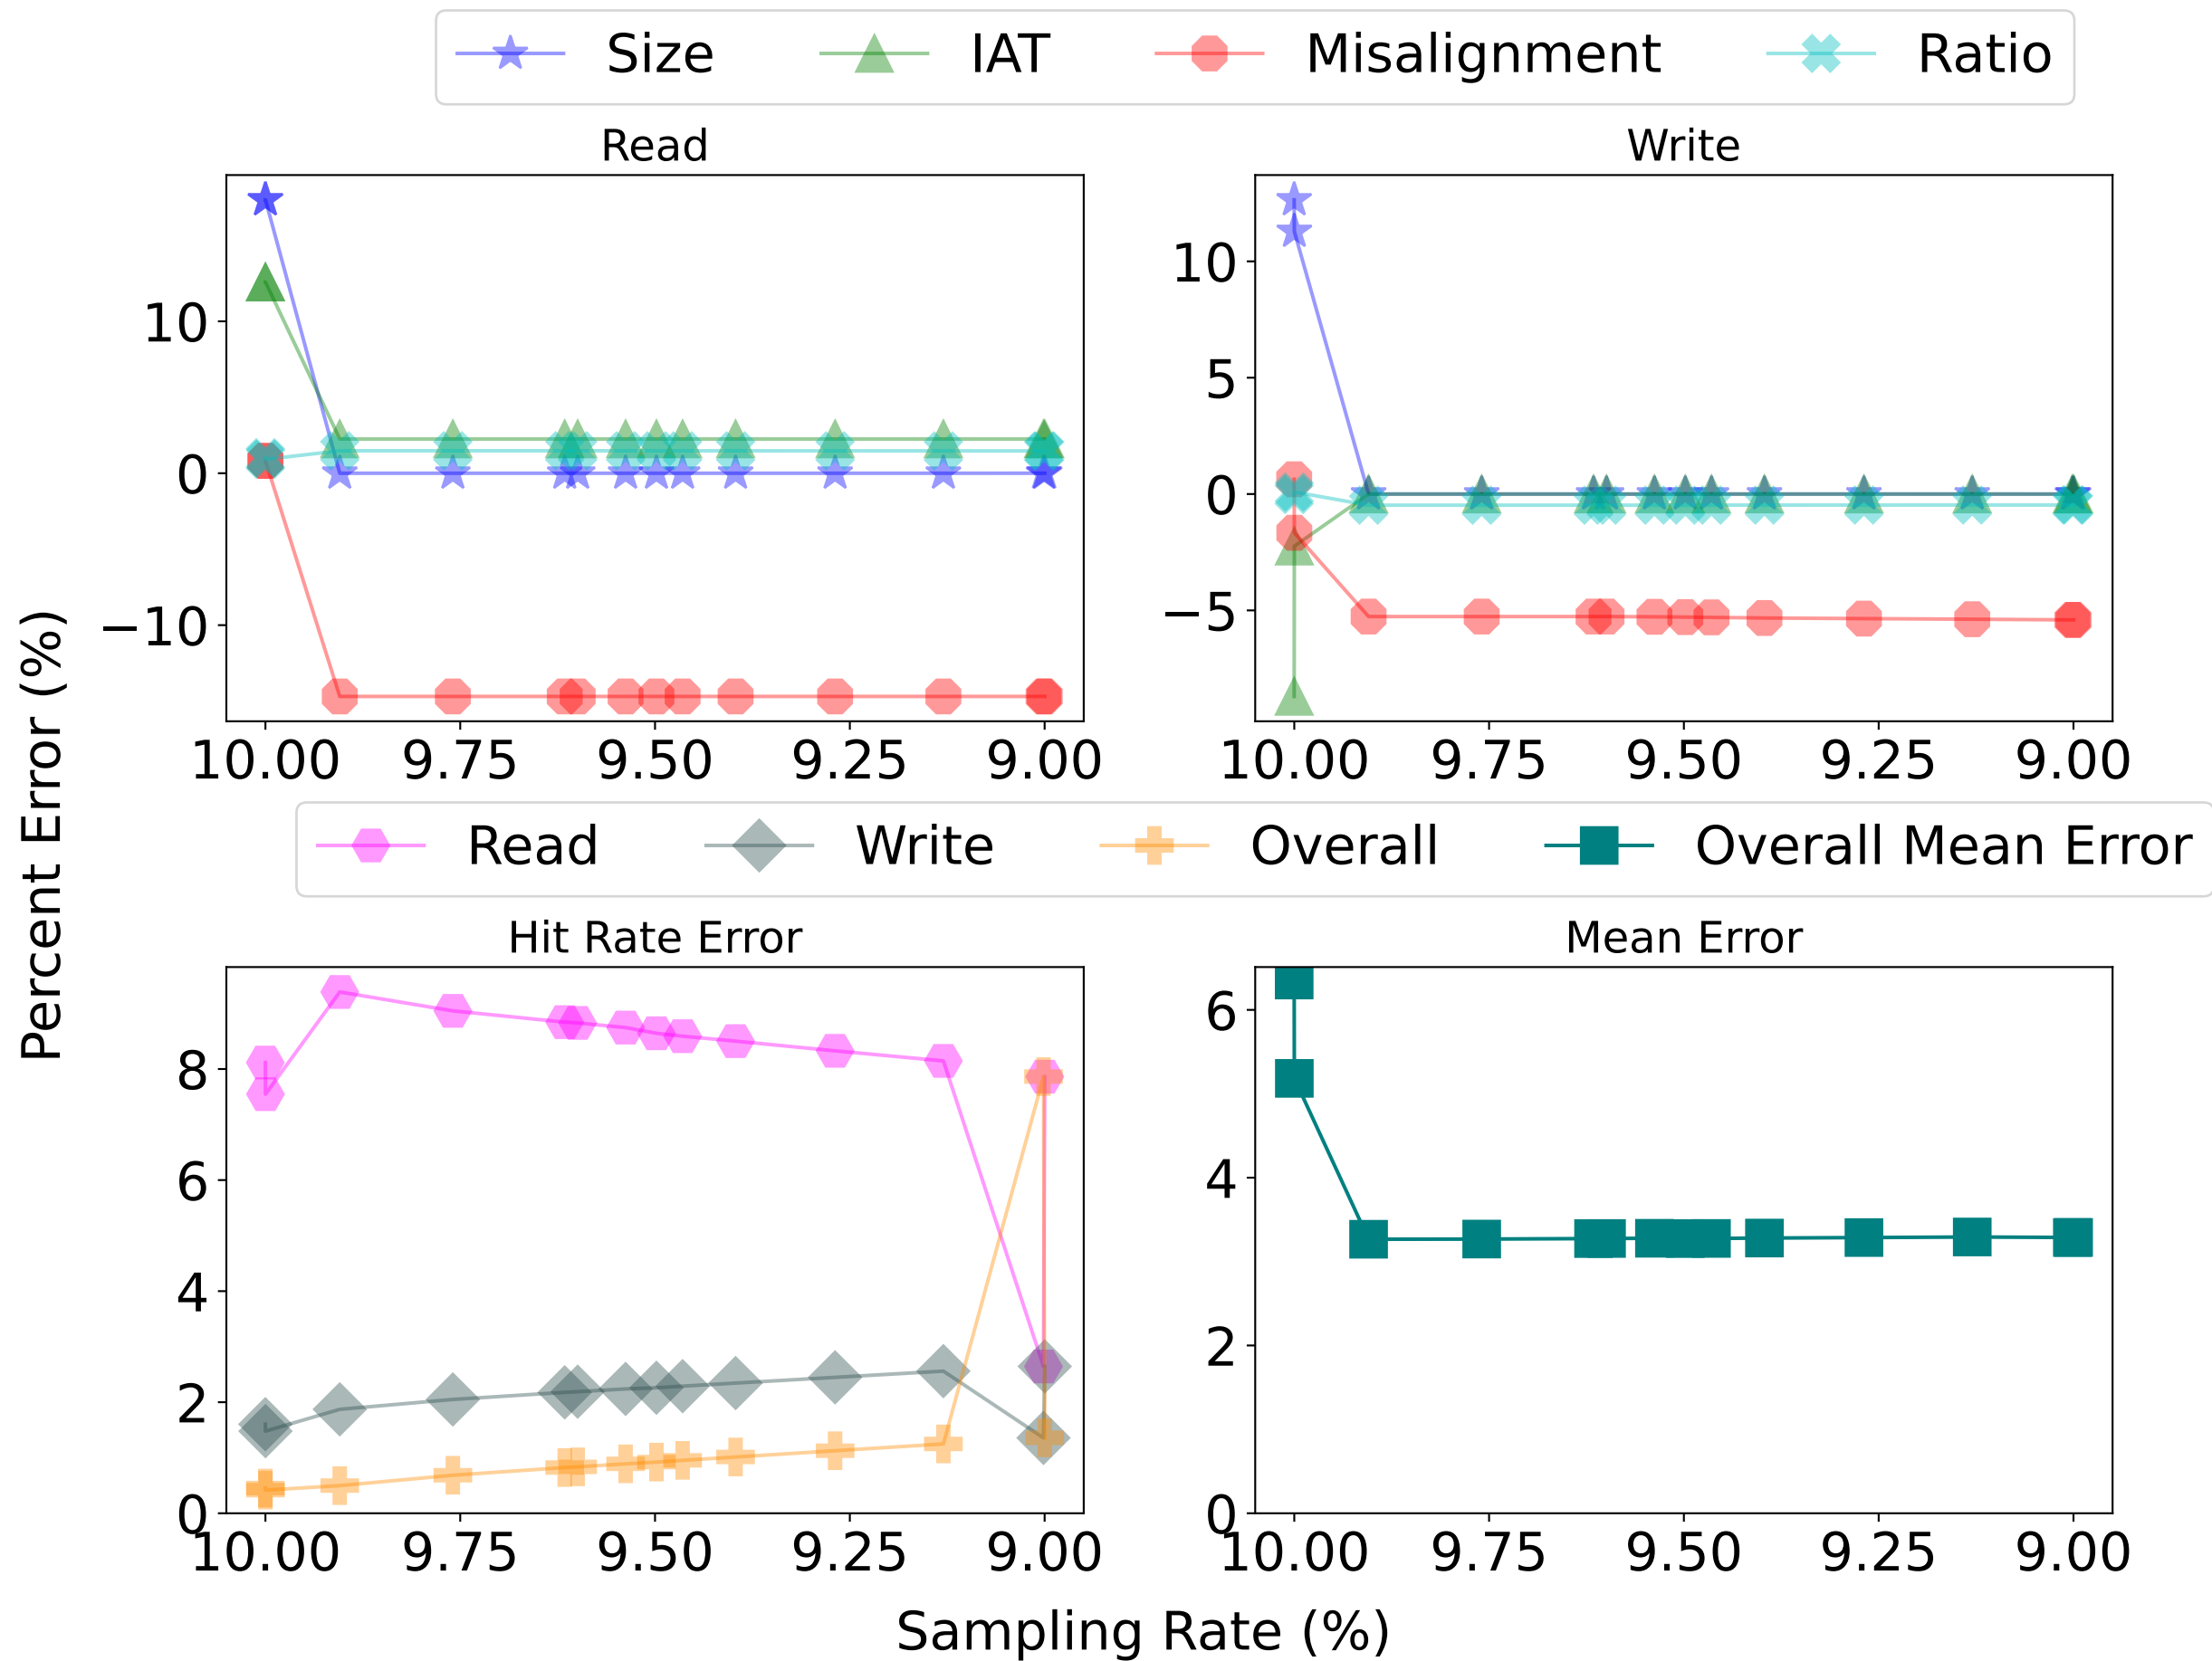 Size IAT Misalignment Ratio
Read Write
10
0
−10
10
5
0
−5
10.00 9.75 9.50 9.25 9.00
10.00 9.75 9.50 9.25 9.00
Percent Error (%)
Read Write Overall Overall Mean Error
Hit Rate Error Mean Error
8
6
4
2
0
6
4
2
0
10.00 9.75 9.50 9.25 9.00
10.00 9.75 9.50 9.25 9.00
Sampling Rate (%)